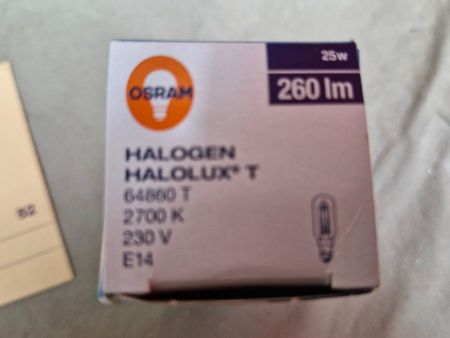 25W
260 lm
OSRAM
HALOGEN
HALOLUX® T
64860 T
2700 K
230 V
E14
52